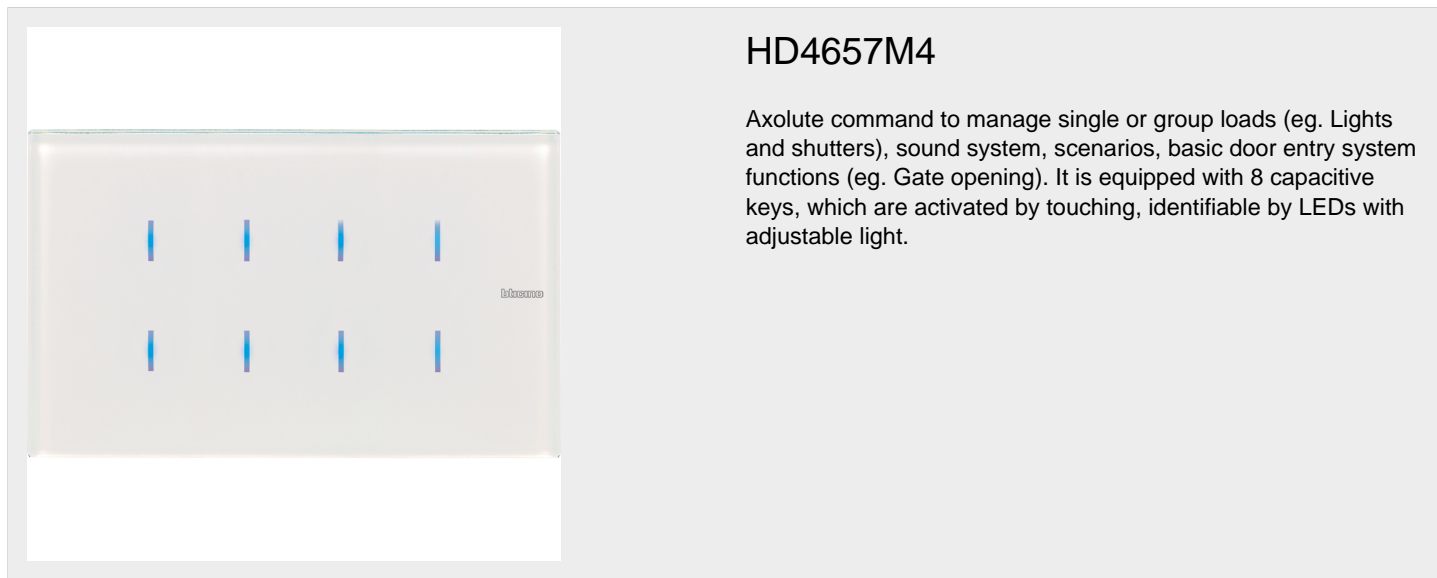 HD4657M4
Axolute command to manage single or group loads (eg. Lights
and shutters), sound system, scenarios, basic door entry system
functions (eg. Gate opening). It is equipped with 8 capacitive
keys, which are activated by touching, identifiable by LEDs with
adjustable light.
bticino